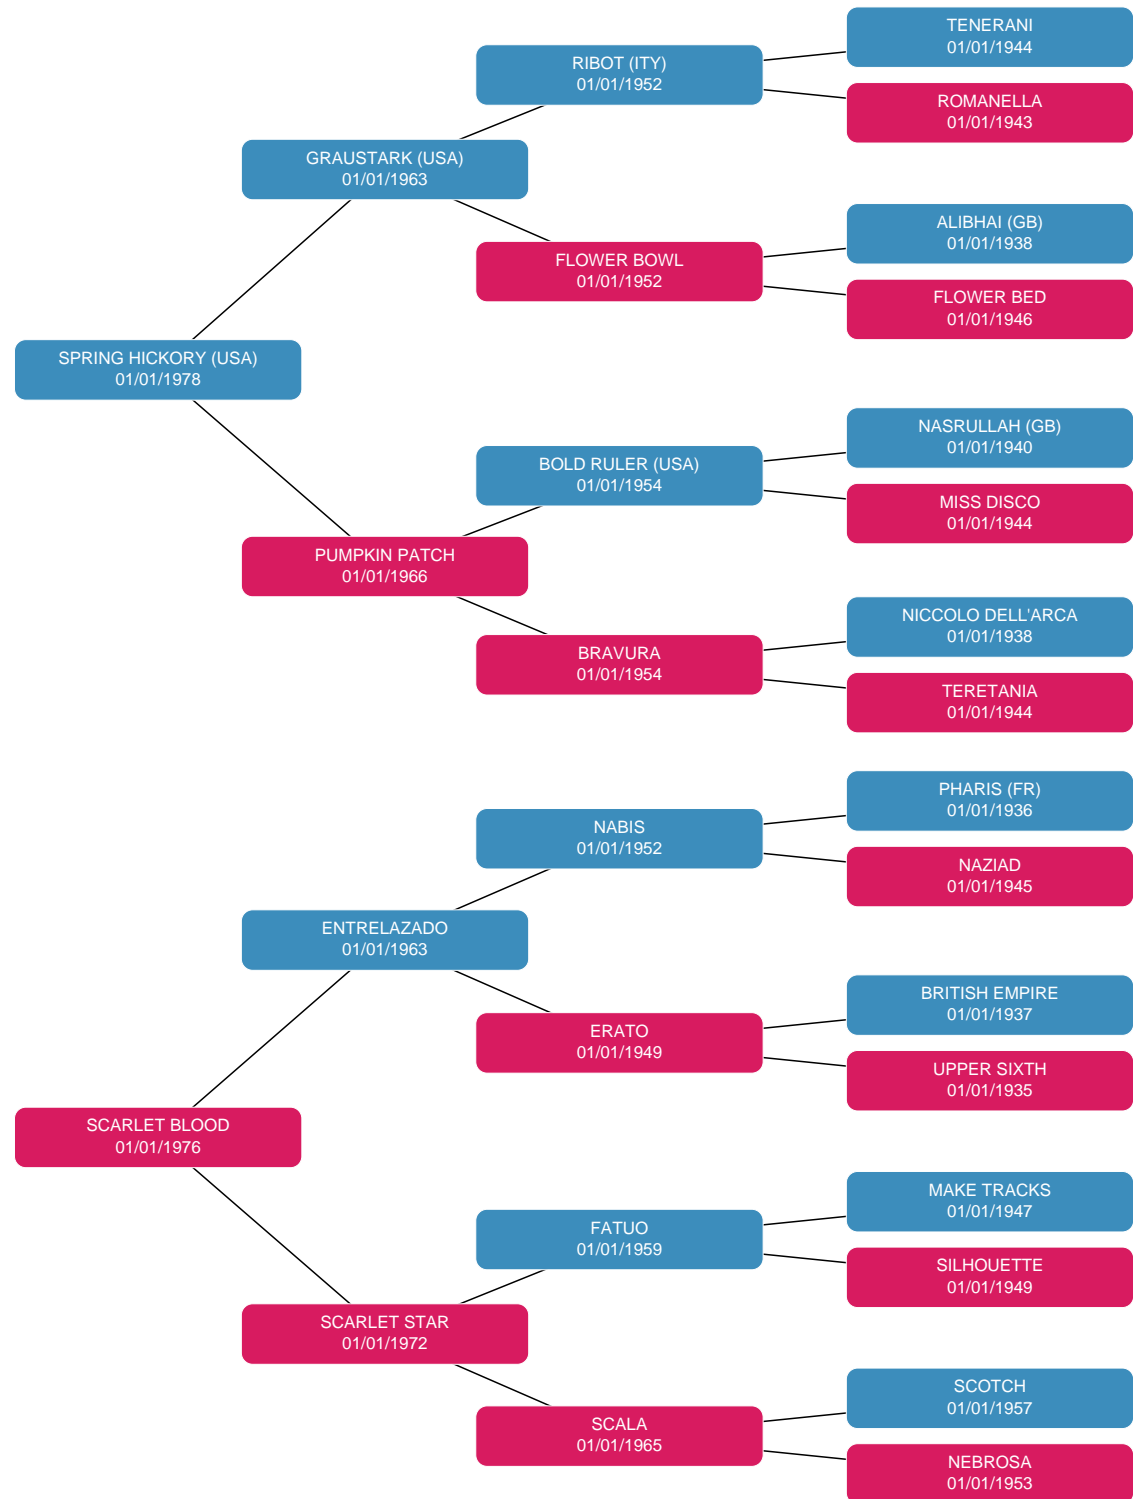 TENERANI
01/01/1944
RIBOT (ITY)
01/01/1952
ROMANELLA
01/01/1943
GRAUSTARK (USA)
01/01/1963
ALIBHAI (GB)
01/01/1938
FLOWER BOWL
01/01/1952
FLOWER BED
01/01/1946
SPRING HICKORY (USA)
01/01/1978
NASRULLAH (GB)
01/01/1940
BOLD RULER (USA)
01/01/1954
MISS DISCO
01/01/1944
PUMPKIN PATCH
01/01/1966
NICCOLO DELL'ARCA
01/01/1938
BRAVURA
01/01/1954
TERETANIA
01/01/1944
PHARIS (FR)
01/01/1936
NABIS
01/01/1952
NAZIAD
01/01/1945
ENTRELAZADO
01/01/1963
BRITISH EMPIRE
01/01/1937
ERATO
01/01/1949
UPPER SIXTH
01/01/1935
SCARLET BLOOD
01/01/1976
MAKE TRACKS
01/01/1947
FATUO
01/01/1959
SILHOUETTE
01/01/1949
SCARLET STAR
01/01/1972
SCOTCH
01/01/1957
SCALA
01/01/1965
NEBROSA
01/01/1953